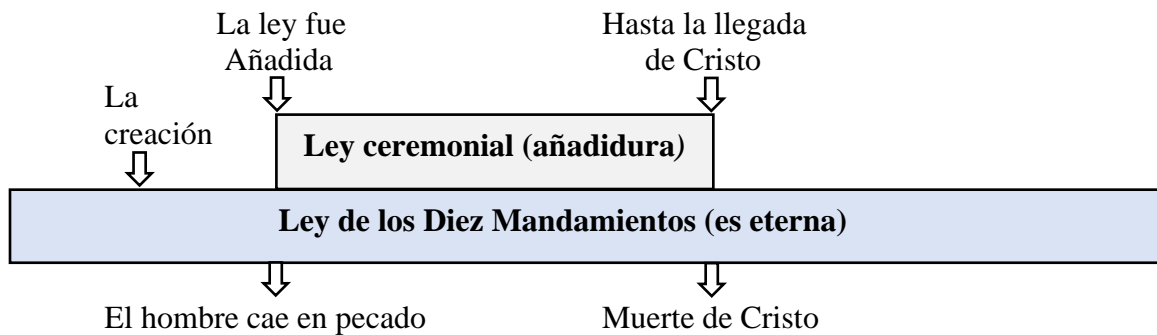 La ley fue
Añadida
Hasta la llegada
de Cristo
La
creación
Ley ceremonial (añadidura)
Ley de los Diez Mandamientos (es eterna)
El hombre cae en pecado
Muerte de Cristo